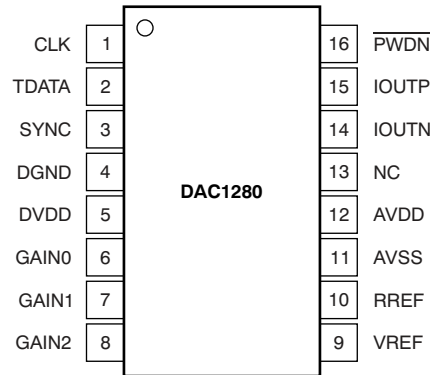 CLK 1 16 P̅W̅D̅N̅
TDATA 2 15 IOUTP
SYNC 3 14 IOUTN
DGND 4 13 NC
DAC1280
DVDD 5 12 AVDD
GAIN0 6 11 AVSS
GAIN1 7 10 RREF
GAIN2 8 9 VREF